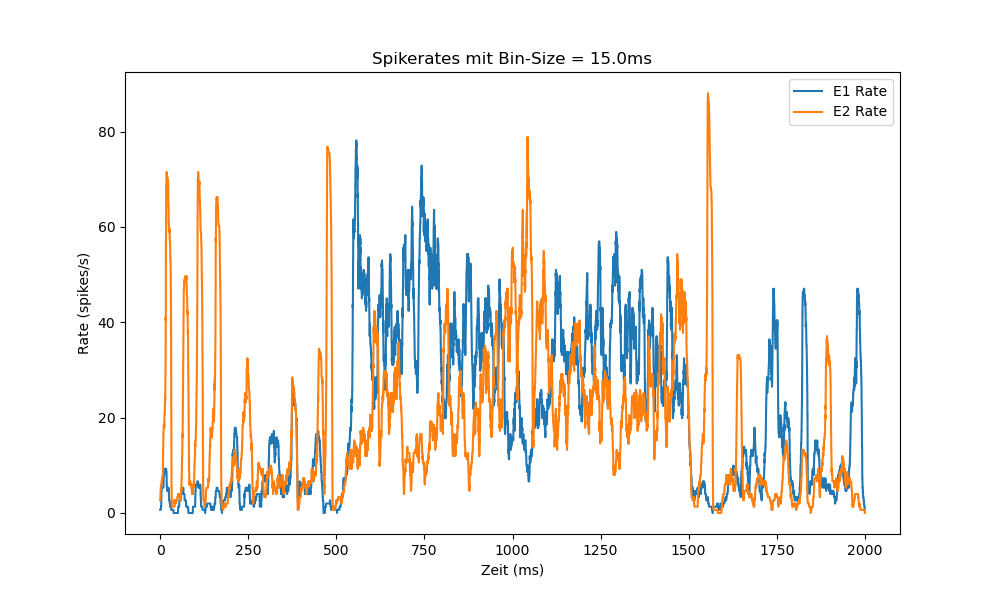 Spikerates mit Bin-Size = 15.0ms
E1 Rate
E2 Rate
80
60
40
20
0
Rate (spikes/s)
0 250 500 750 1000 1250 1500 1750 2000
Zeit (ms)